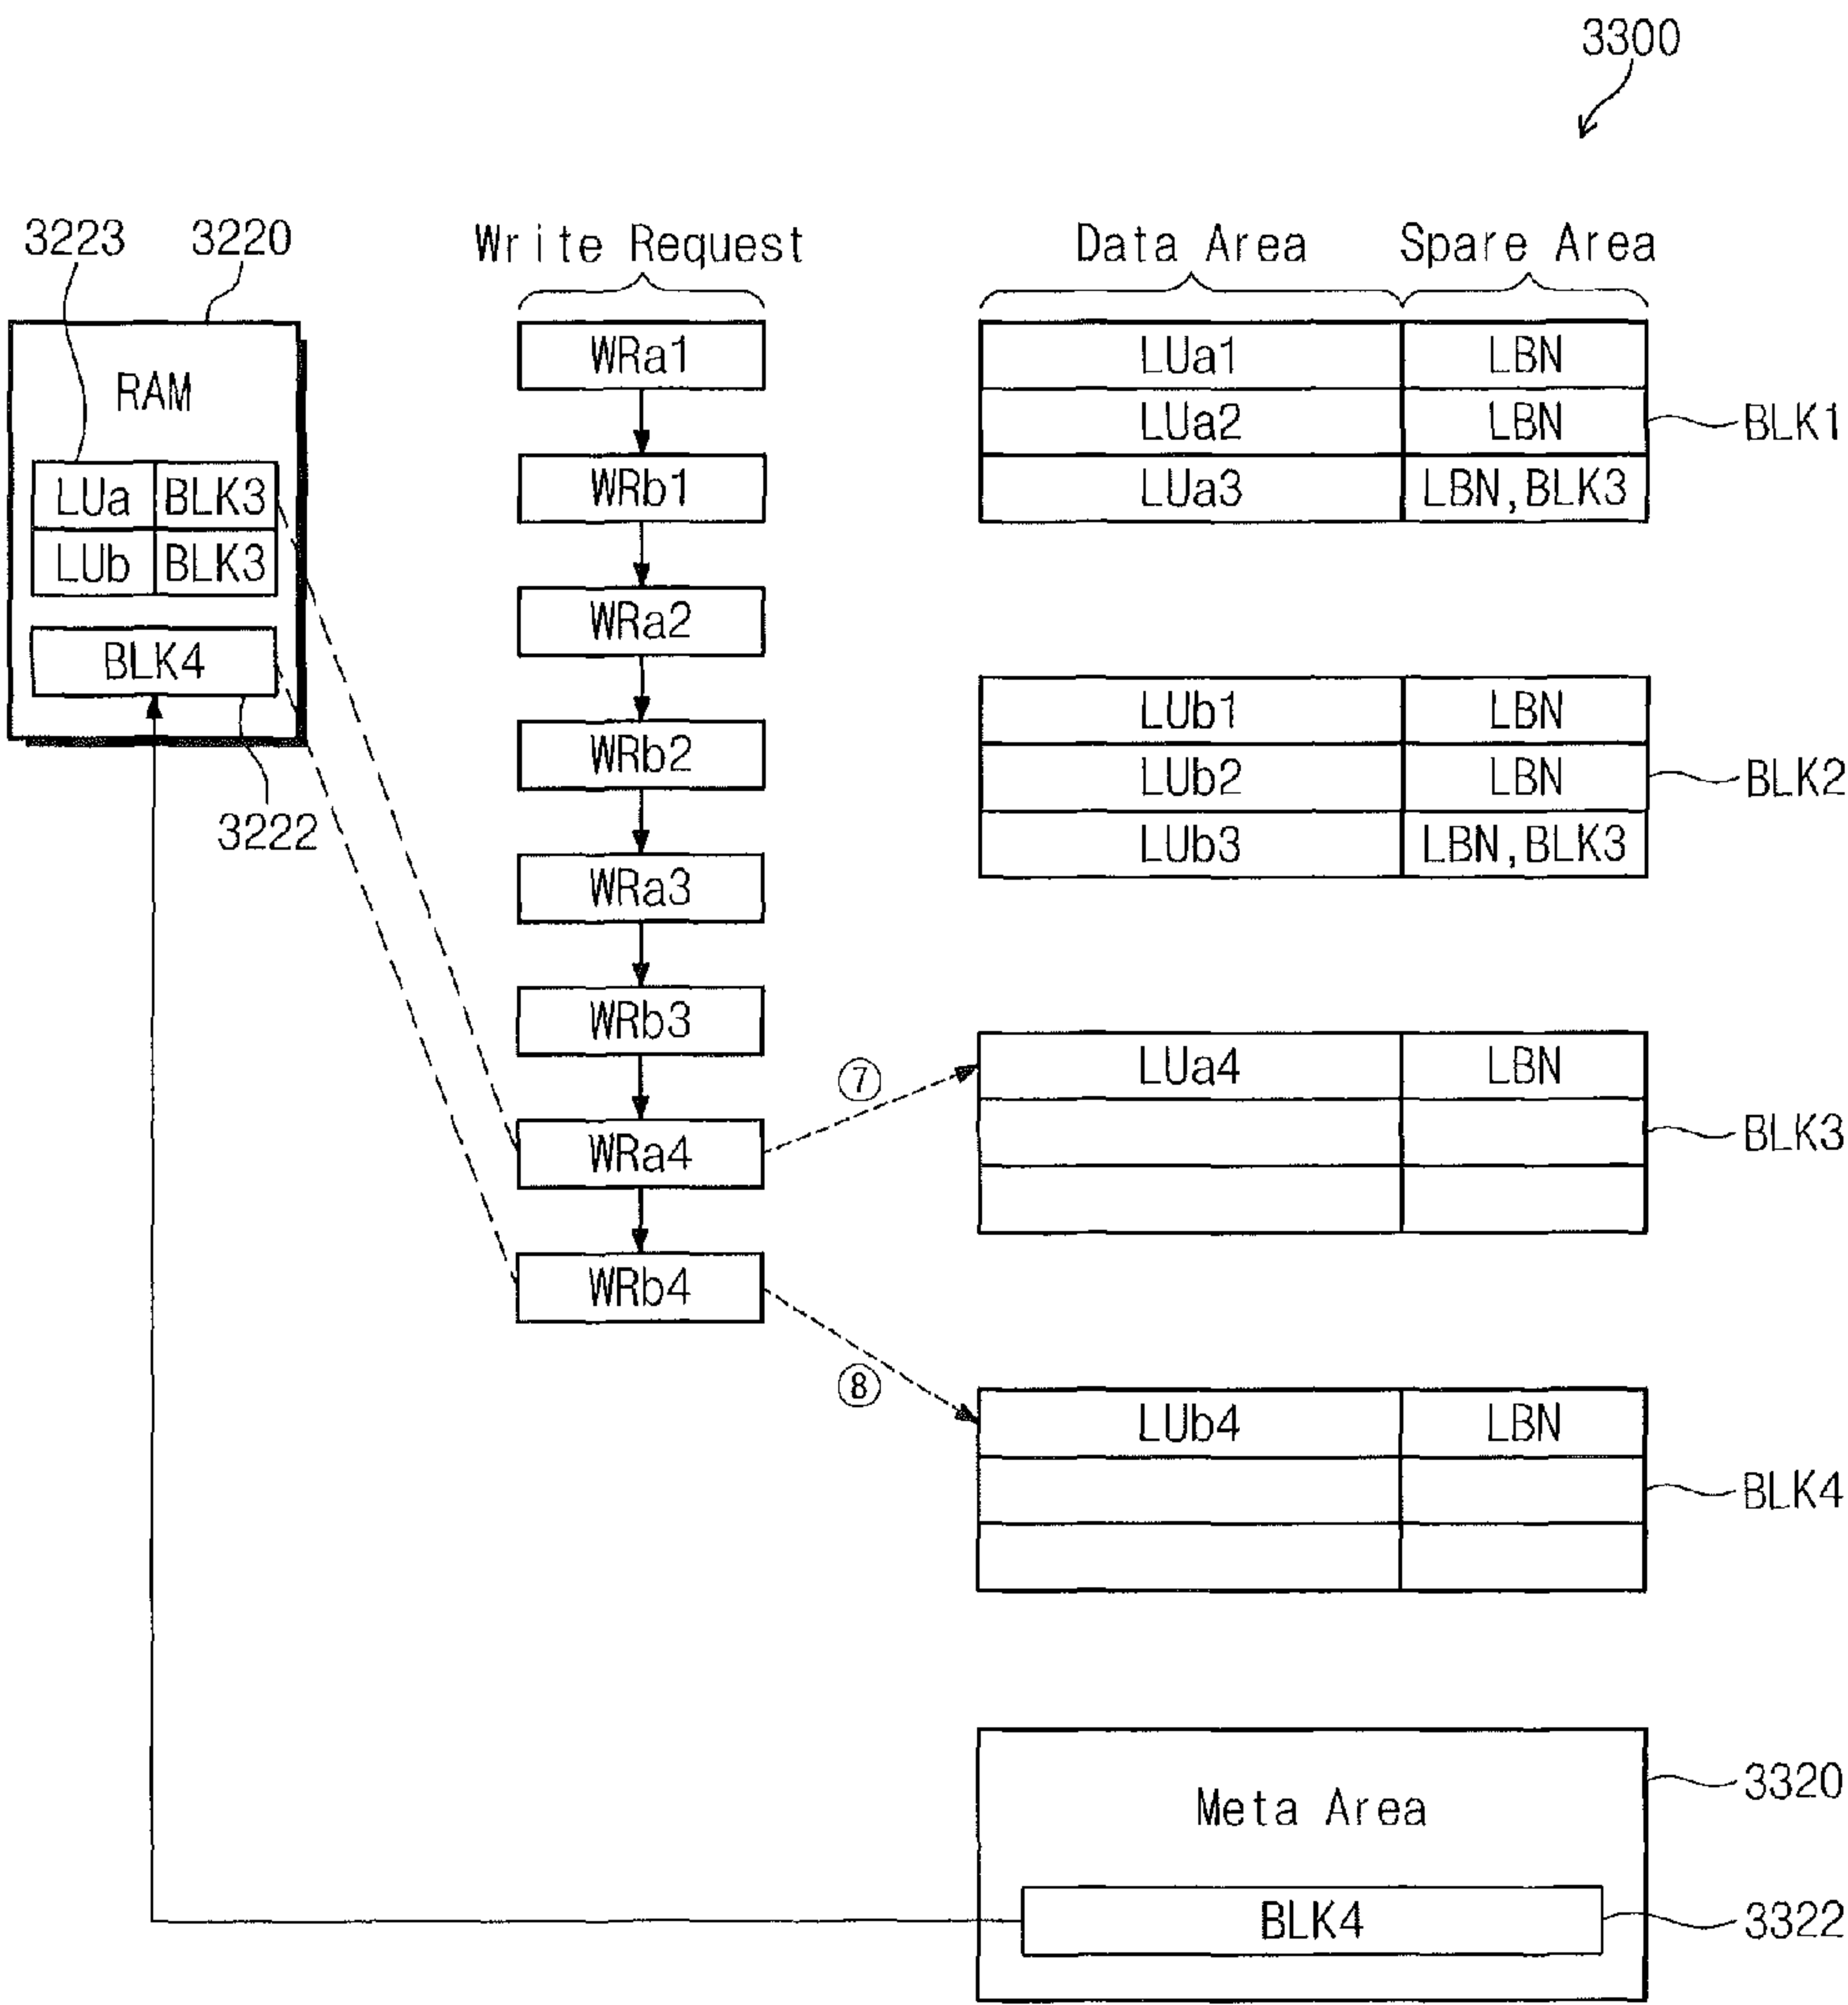 3300
3223
3220
Write Request
Data Area
Spare Area
RAM
LUa
BLK3
LUb
BLK3
BLK4
3222
WRa1
WRb1
WRa2
WRb2
WRa3
WRb3
WRa4
WRb4
⑦
⑧
LUa1
LBN
LUa2
LBN
LUa3
LBN,BLK3
BLK1
LUb1
LBN
LUb2
LBN
LUb3
LBN,BLK3
BLK2
LUa4
LBN
BLK3
LUb4
LBN
BLK4
Meta Area
3320
BLK4
3322